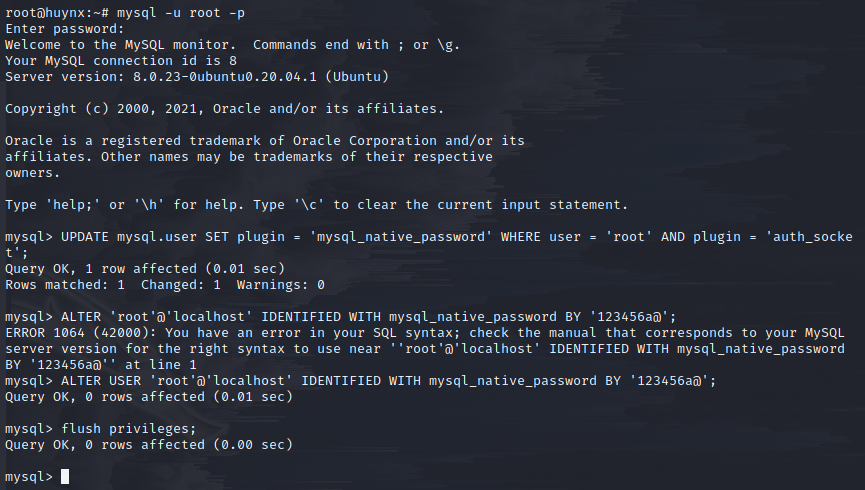 root@huynx:~# mysql -u root -p
Enter password:
Welcome to the MySQL monitor.  Commands end with ; or \g.
Your MySQL connection id is 8
Server version: 8.0.23-0ubuntu0.20.04.1 (Ubuntu)
Copyright (c) 2000, 2021, Oracle and/or its affiliates.
Oracle is a registered trademark of Oracle Corporation and/or its
affiliates. Other names may be trademarks of their respective
owners.
Type 'help;' or '\h' for help. Type '\c' to clear the current input statement.
mysql> UPDATE mysql.user SET plugin = 'mysql_native_password' WHERE user = 'root' AND plugin = 'auth_socke
t';
Query OK, 1 row affected (0.01 sec)
Rows matched: 1  Changed: 1  Warnings: 0
mysql> ALTER 'root'@'localhost' IDENTIFIED WITH mysql_native_password BY '123456a@';
ERROR 1064 (42000): You have an error in your SQL syntax; check the manual that corresponds to your MySQL
server version for the right syntax to use near ''root'@'localhost' IDENTIFIED WITH mysql_native_password
BY '123456a@'' at line 1
mysql> ALTER USER 'root'@'localhost' IDENTIFIED WITH mysql_native_password BY '123456a@';
Query OK, 0 rows affected (0.01 sec)
mysql> flush privileges;
Query OK, 0 rows affected (0.00 sec)
mysql>